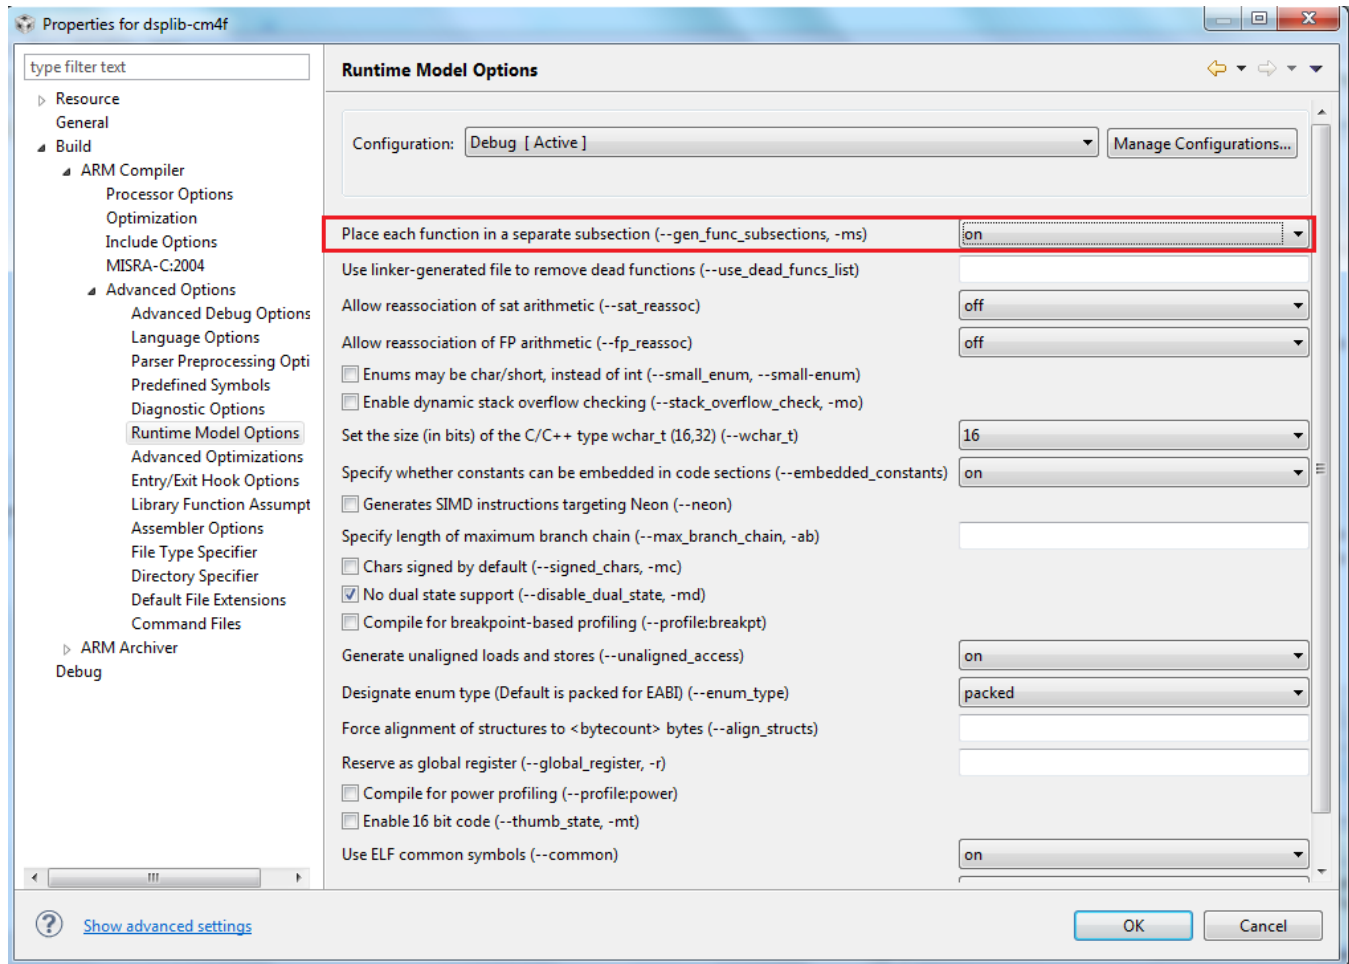 Properties for dsplib-cm4f
type filter text
Resource
General
Build
ARM Compiler
Processor Options
Optimization
Include Options
MISRA-C:2004
Advanced Options
Advanced Debug Options
Language Options
Parser Preprocessing Opti
Predefined Symbols
Diagnostic Options
Runtime Model Options
Advanced Optimizations
Entry/Exit Hook Options
Library Function Assumpt
Assembler Options
File Type Specifier
Directory Specifier
Default File Extensions
Command Files
ARM Archiver
Debug
Runtime Model Options
Configuration: Debug [ Active ] Manage Configurations...
Place each function in a separate subsection (--gen_func_subsections, -ms) on
Use linker-generated file to remove dead functions (--use_dead_funcs_list)
Allow reassociation of sat arithmetic (--sat_reassoc) off
Allow reassociation of FP arithmetic (--fp_reassoc) off
Enums may be char/short, instead of int (--small_enum, --small-enum)
Enable dynamic stack overflow checking (--stack_overflow_check, -mo)
Set the size (in bits) of the C/C++ type wchar_t (16,32) (--wchar_t) 16
Specify whether constants can be embedded in code sections (--embedded_constants) on
Generates SIMD instructions targeting Neon (--neon)
Specify length of maximum branch chain (--max_branch_chain, -ab)
Chars signed by default (--signed_chars, -mc)
No dual state support (--disable_dual_state, -md)
Compile for breakpoint-based profiling (--profile:breakpt)
Generate unaligned loads and stores (--unaligned_access) on
Designate enum type (Default is packed for EABI) (--enum_type) packed
Force alignment of structures to <bytecount> bytes (--align_structs)
Reserve as global register (--global_register, -r)
Compile for power profiling (--profile:power)
Enable 16 bit code (--thumb_state, -mt)
Use ELF common symbols (--common) on
Show advanced settings
OK Cancel